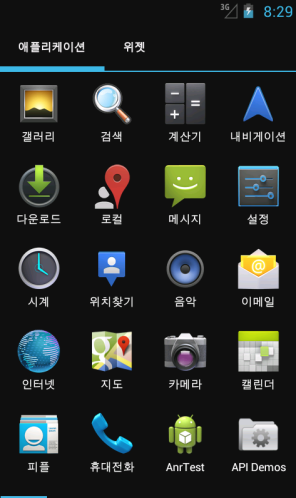 3G 8:29
애플리케이션 위젯
갤러리 검색 계산기 내비게이션
다운로드 로컬 메시지 설정
시계 위치찾기 음악 이메일
인터넷 지도 카메라 캘린더
피플 휴대전화 AnrTest API Demos